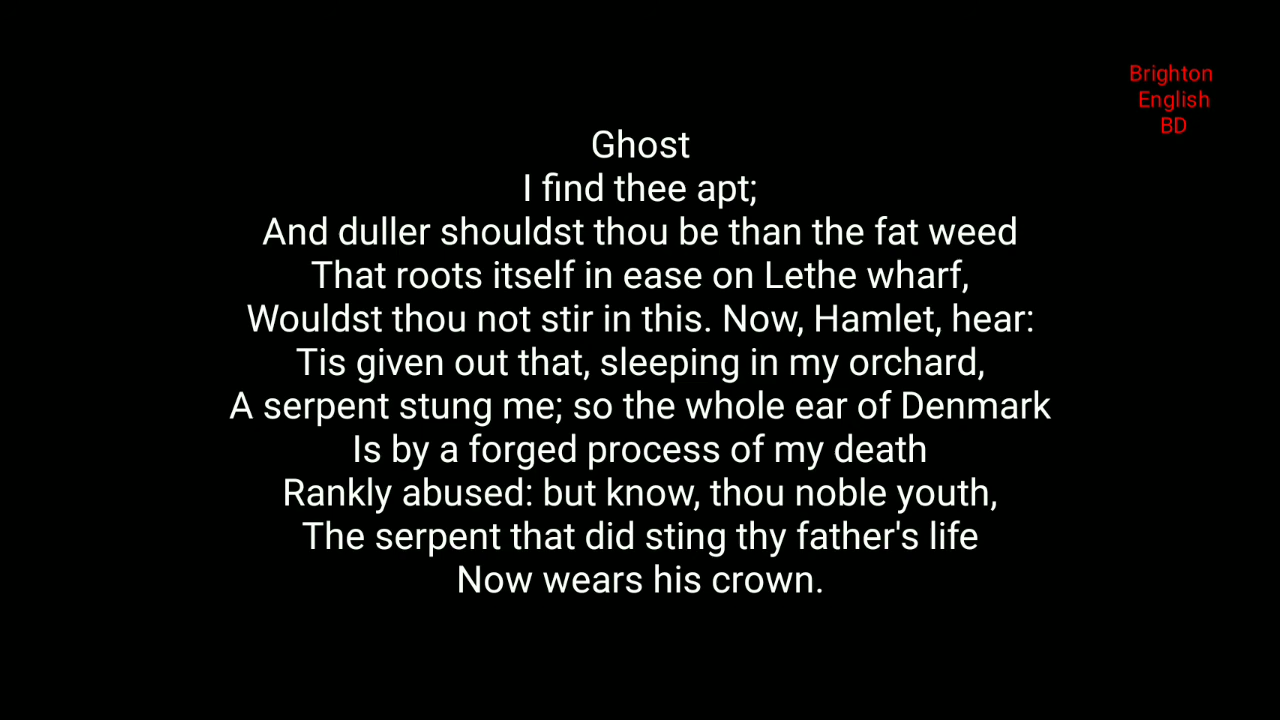 Brighton
English
BD
Ghost
I find thee apt;
And duller shouldst thou be than the fat weed
That roots itself in ease on Lethe wharf,
Wouldst thou not stir in this. Now, Hamlet, hear:
Tis given out that, sleeping in my orchard,
A serpent stung me; so the whole ear of Denmark
Is by a forged process of my death
Rankly abused: but know, thou noble youth,
The serpent that did sting thy father's life
Now wears his crown.